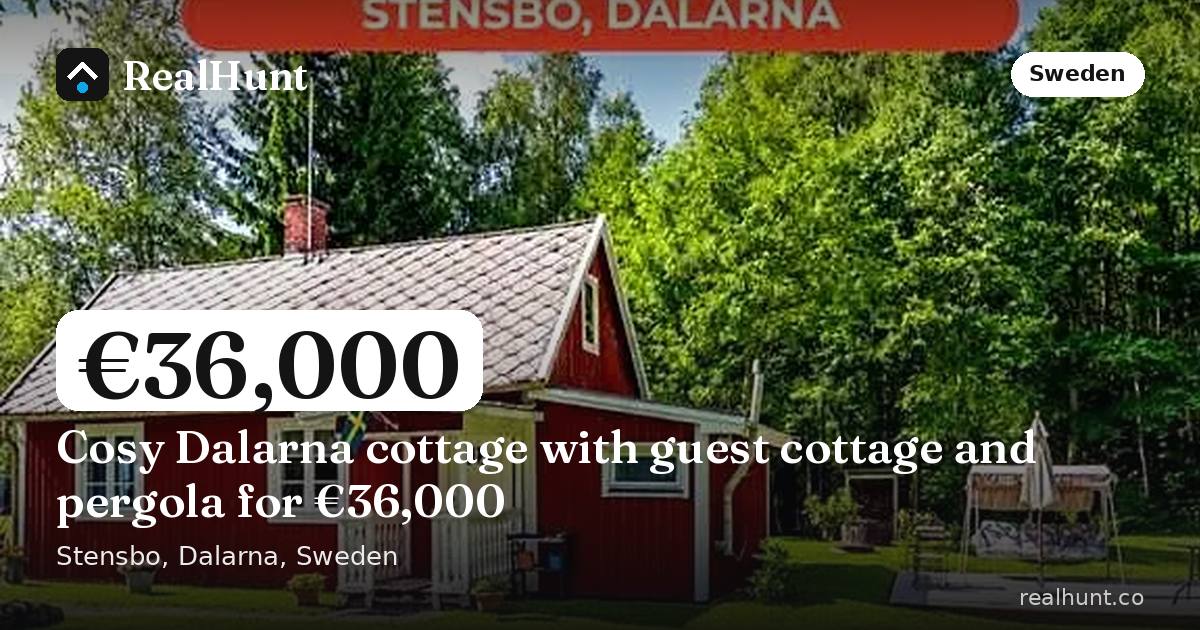 STENSBO, DALARNA
RealHunt
Sweden
€36,000
Cosy Dalarna cottage with guest cottage and
pergola for €36,000
Stensbo, Dalarna, Sweden
realhunt.co